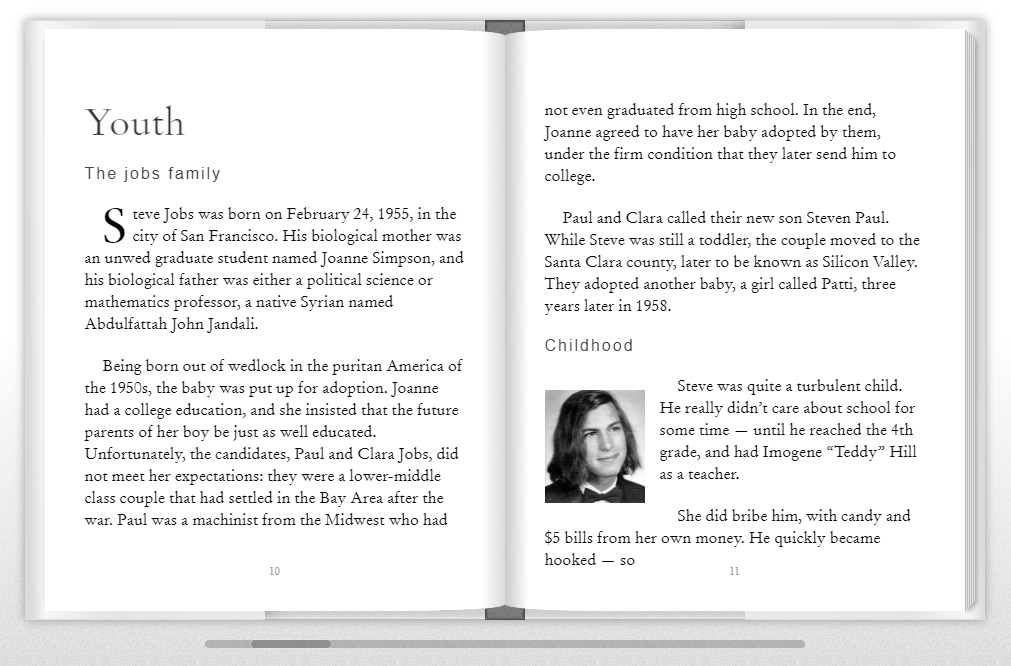 Youth
The jobs family
Steve Jobs was born on February 24, 1955, in the
city of San Francisco. His biological mother was
an unwed graduate student named Joanne Simpson, and
his biological father was either a political science or
mathematics professor, a native Syrian named
Abdulfattah John Jandali.
Being born out of wedlock in the puritan America of
the 1950s, the baby was put up for adoption. Joanne
had a college education, and she insisted that the future
parents of her boy be just as well educated.
Unfortunately, the candidates, Paul and Clara Jobs, did
not meet her expectations: they were a lower-middle
class couple that had settled in the Bay Area after the
war. Paul was a machinist from the Midwest who had
10
not even graduated from high school. In the end,
Joanne agreed to have her baby adopted by them,
under the firm condition that they later send him to
college.
Paul and Clara called their new son Steven Paul.
While Steve was still a toddler, the couple moved to the
Santa Clara county, later to be known as Silicon Valley.
They adopted another baby, a girl called Patti, three
years later in 1958.
Childhood
Steve was quite a turbulent child.
He really didn’t care about school for
some time — until he reached the 4th
grade, and had Imogene “Teddy” Hill
as a teacher.
She did bribe him, with candy and
$5 bills from her own money. He quickly became
hooked — so
11